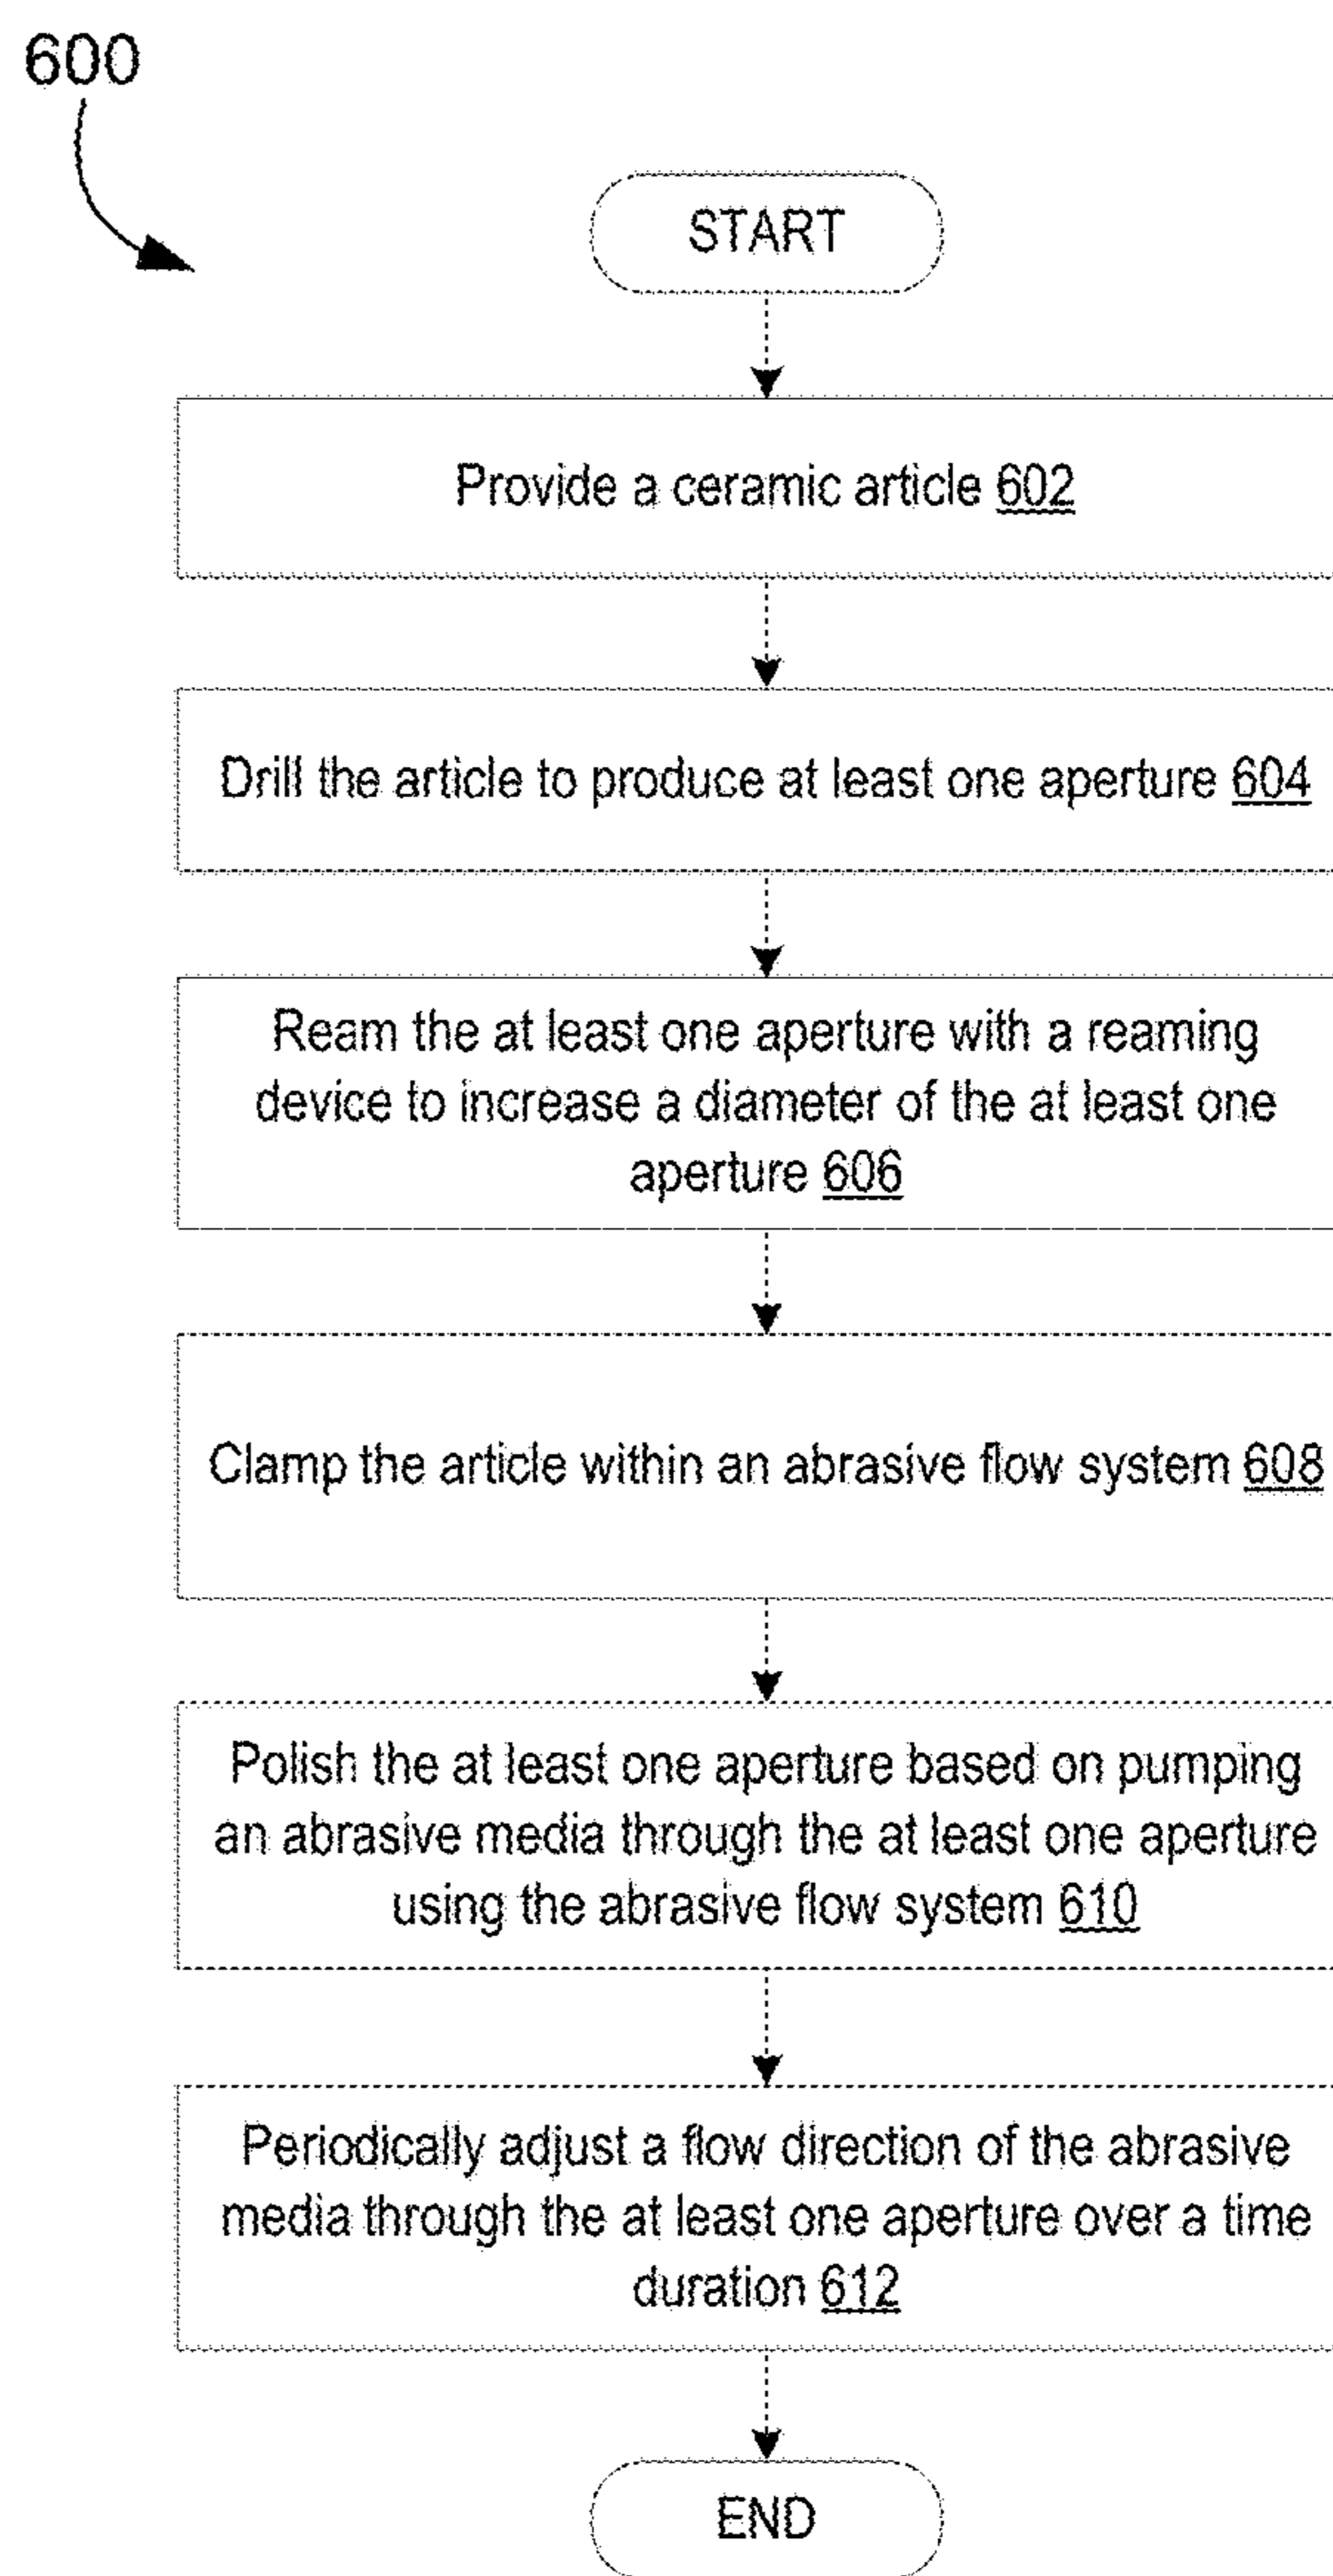 600
START
Provide a ceramic article 602
Drill the article to produce at least one aperture 604
Ream the at least one aperture with a reaming
device to increase a diameter of the at least one
aperture 606
Clamp the article within an abrasive flow system 608
Polish the at least one aperture based on pumping
an abrasive media through the at least one aperture
using the abrasive flow system 610
Periodically adjust a flow direction of the abrasive
media through the at least one aperture over a time
duration 612
END